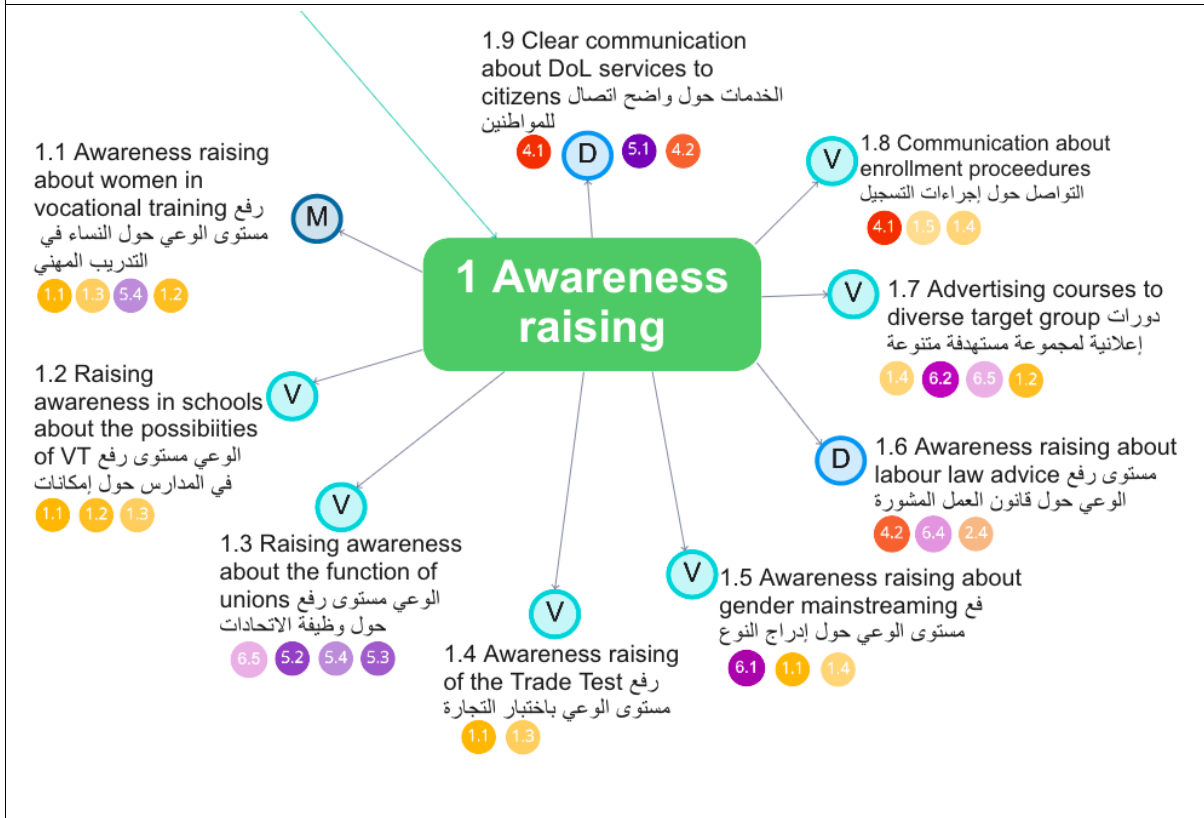 1.9 Clear communication
about DoL services to
citizens الخدمات حول واضح اتصال
للمواطنين
4.1 D 5.1 4.2
1.1 Awareness raising
about women in
vocational training رفع
مستوى الوعي حول النساء في
التدريب المهني
M
1.1 1.3 5.4 1.2
V
1.8 Communication about
enrollment proceedures
التواصل حول إجراءات التسجيل
4.1 1.5 1.4
1 Awareness
raising
V
1.7 Advertising courses to
diverse target group دورات
إعلانية لمجموعة مستهدفة متنوعة
1.4 6.2 6.5 1.2
1.2 Raising
awareness in schools
about the possibiities
of VT الوعي مستوى رفع
في المدارس حول إمكانات
V
1.1 1.2 1.3
D
1.6 Awareness raising about
labour law advice مستوى رفع
الوعي حول قانون العمل المشورة
4.2 6.4 2.4
V
1.3 Raising awareness
about the function of
unions الوعي مستوى رفع
حول وظيفة الاتحادات
6.5 5.2 5.4 5.3
V
1.5 Awareness raising about
gender mainstreaming فع
مستوى الوعي حول إدراج النوع
6.1 1.1 1.4
V
1.4 Awareness raising
of the Trade Test رفع
مستوى الوعي باختبار التجارة
1.1 1.3